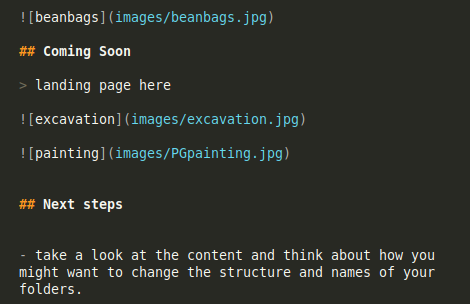 ![beanbags](images/beanbags.jpg)
## Coming Soon
> landing page here
![excavation](images/excavation.jpg)
![painting](images/PGpainting.jpg)
## Next steps
- take a look at the content and think about how you
might want to change the structure and names of your
folders.